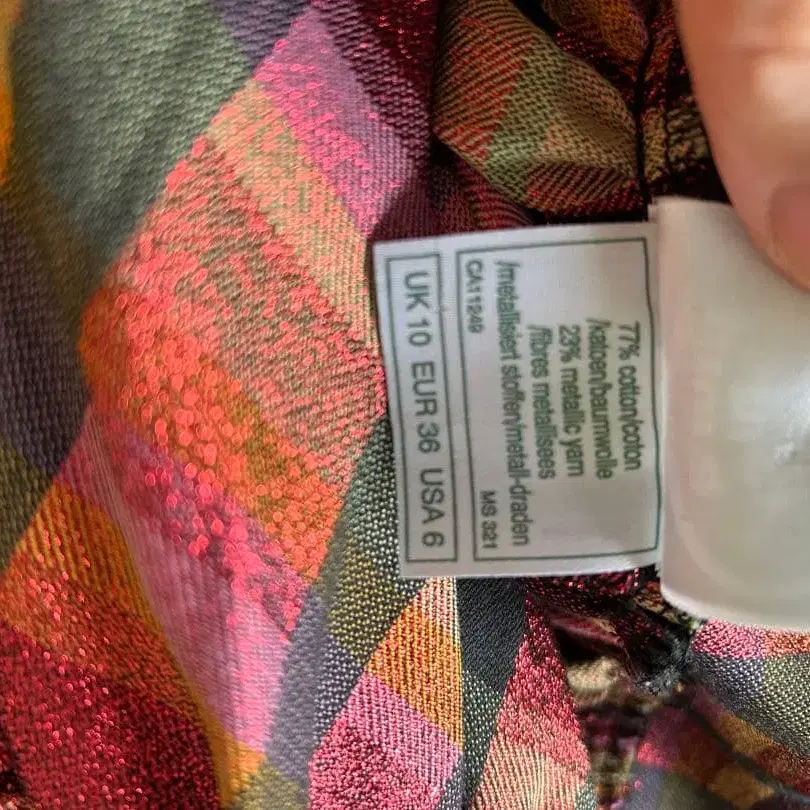 77% cotton/coton
/katoen/baumwolle
23% metallic yarn
/fibres metallisees
/metallisiert stoffen/metall-draden
CA11249 MS 321
UK 10 EUR 36 USA 6